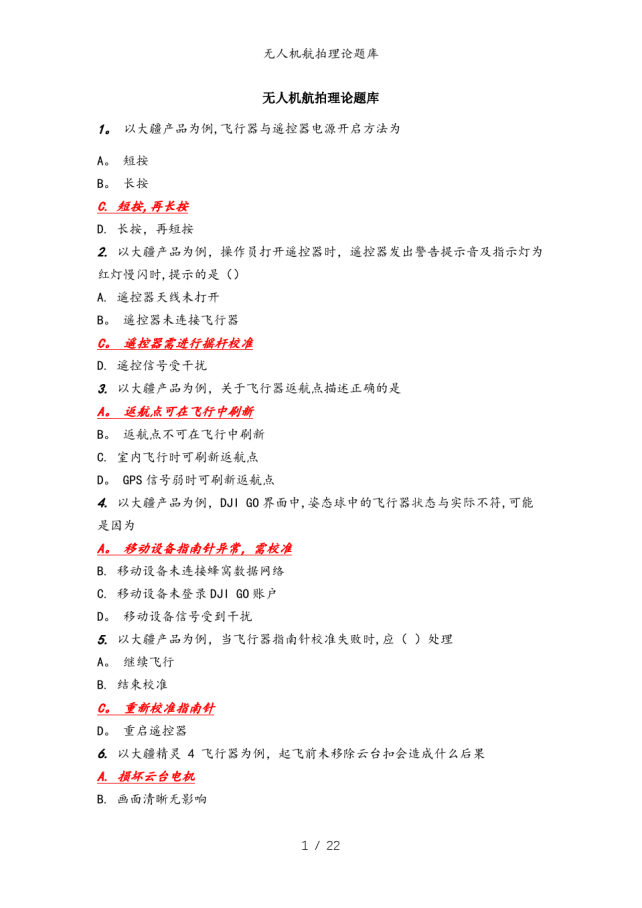 无人机航拍理论题库
无人机航拍理论题库
1。 以大疆产品为例,飞行器与遥控器电源开启方法为
A。 短按
B。 长按
C. 短按,再长按
D. 长按，再短按
2. 以大疆产品为例，操作员打开遥控器时，遥控器发出警告提示音及指示灯为
红灯慢闪时,提示的是（）
A. 遥控器天线未打开
B。 遥控器未连接飞行器
C。 遥控器需进行摇杆校准
D. 遥控信号受干扰
3. 以大疆产品为例，关于飞行器返航点描述正确的是
A。 返航点可在飞行中刷新
B。 返航点不可在飞行中刷新
C. 室内飞行时可刷新返航点
D。 GPS 信号弱时可刷新返航点
4. 以大疆产品为例，DJI GO 界面中,姿态球中的飞行器状态与实际不符,可能
是因为
A。 移动设备指南针异常，需校准
B. 移动设备未连接蜂窝数据网络
C. 移动设备未登录 DJI GO 账户
D。 移动设备信号受到干扰
5. 以大疆产品为例，当飞行器指南针校准失败时,应（ ）处理
A。 继续飞行
B. 结束校准
C。 重新校准指南针
D。 重启遥控器
6. 以大疆精灵 4 飞行器为例，起飞前未移除云台扣会造成什么后果
A. 损坏云台电机
B. 画面清晰无影响
1 / 22